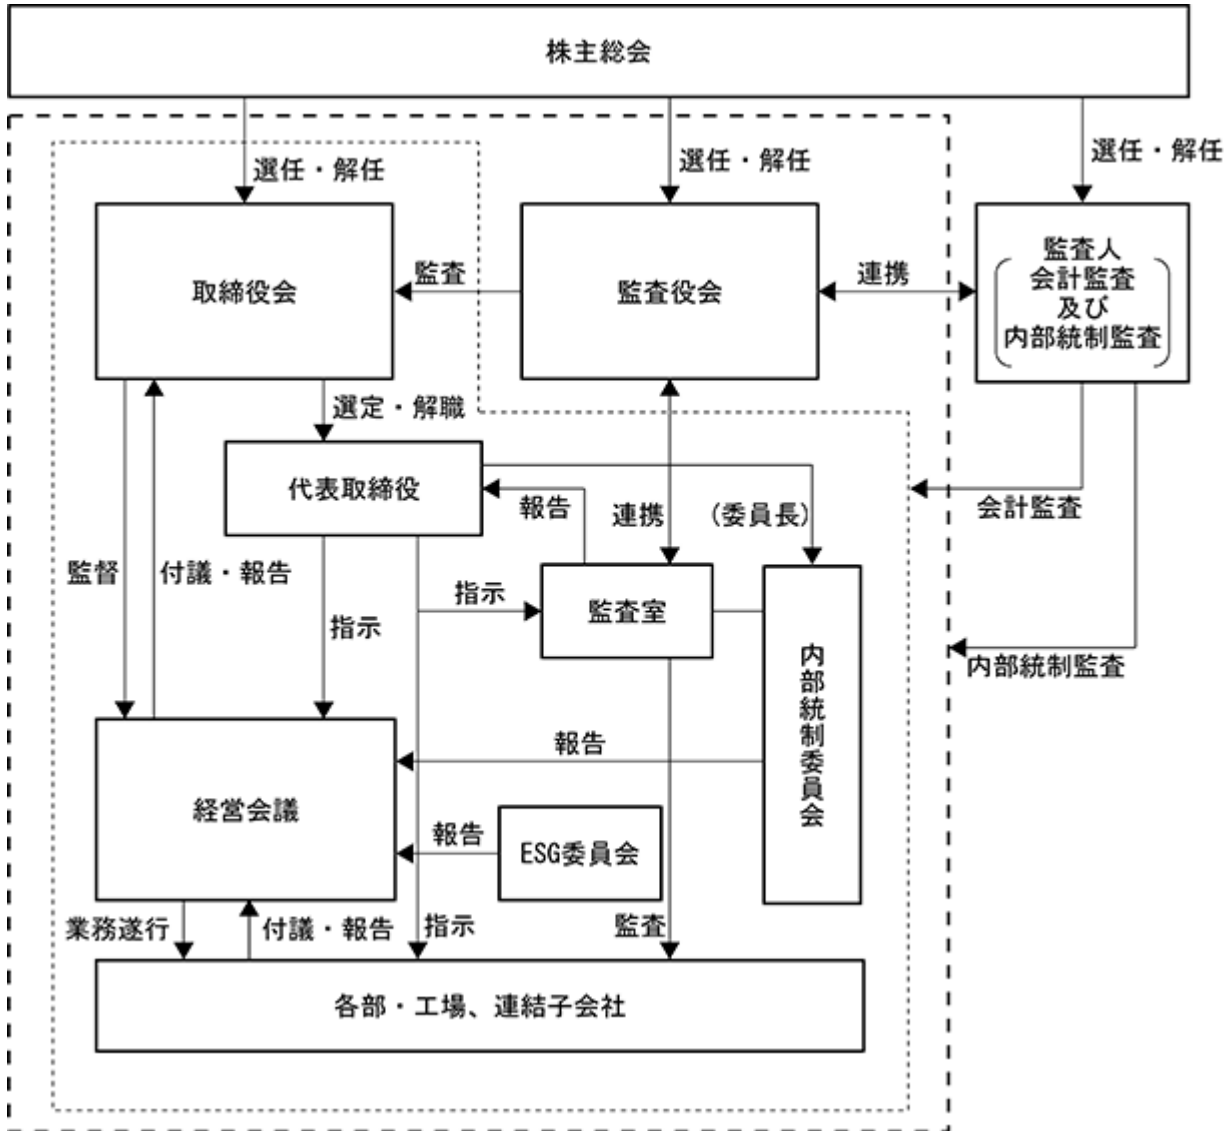 株主総会
選任・解任
選任・解任
選任・解任
取締役会
監査
監査役会
連携
監査人
会計監査
及び
内部統制監査
選定・解職
代表取締役
報告
連携
(委員長)
会計監査
監督
付議・報告
指示
指示
監査室
内部統制委員会
内部統制監査
報告
経営会議
報告
ESG委員会
業務遂行
付議・報告
指示
監査
各部・工場、連結子会社